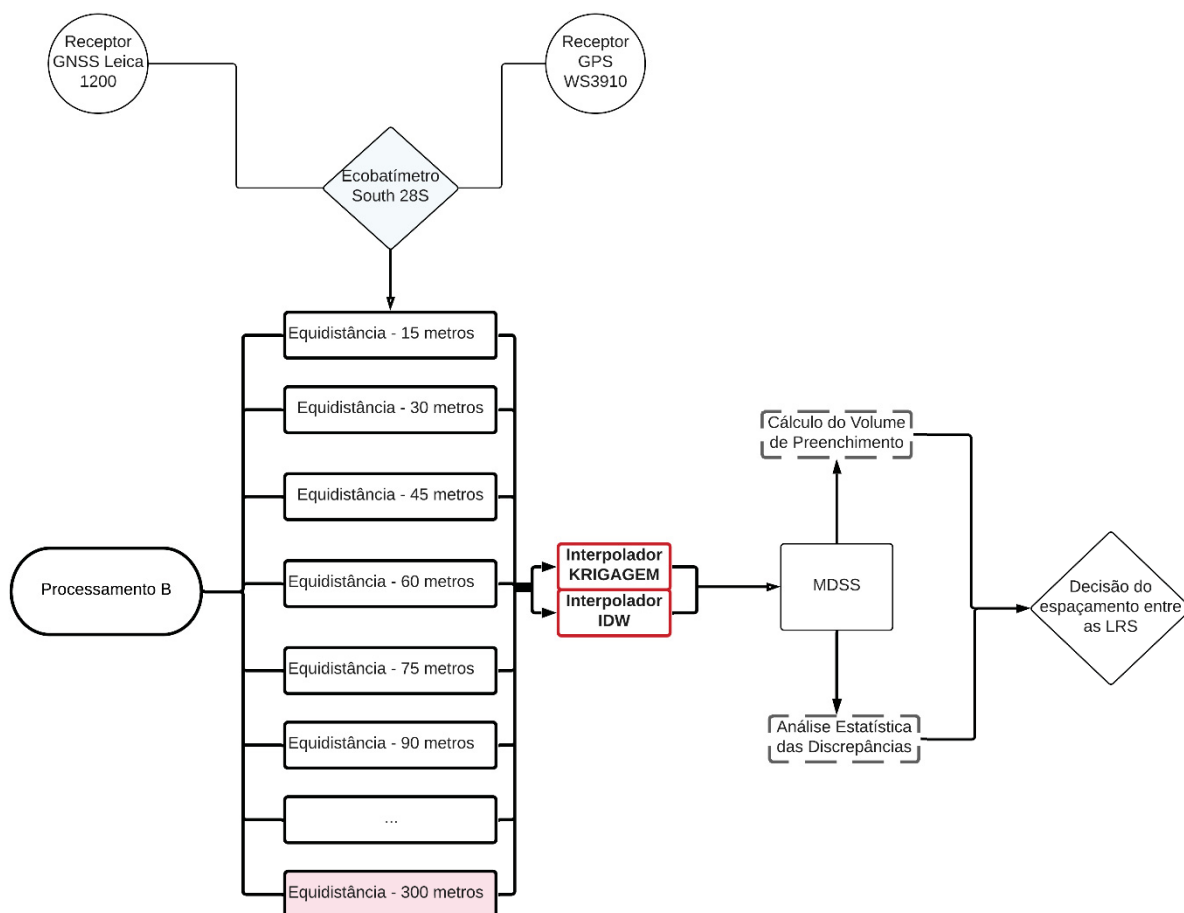 Receptor
GNSS Leica
1200
Receptor
GPS
WS3910
Ecobatímetro
South 28S
Equidistância - 15 metros
Equidistância - 30 metros
Equidistância - 45 metros
Equidistância - 60 metros
Equidistância - 75 metros
Equidistância - 90 metros
...
Equidistância - 300 metros
Processamento B
Interpolador
KRIGAGEM
Interpolador
IDW
MDSS
Cálculo do Volume
de Preenchimento
Análise Estatística
das Discrepâncias
Decisão do
espaçamento entre
as LRS